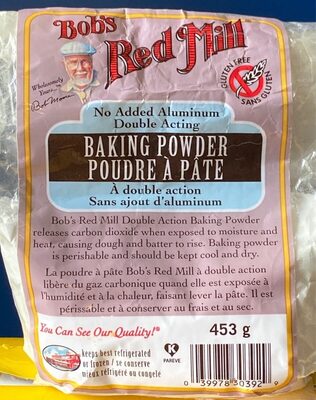 Bob's
Red Mill
Wholesomely
Yours,
Bob Moore
GLUTEN FREE
SANS GLUTEN
No Added Aluminum
Double Acting
BAKING POWDER
POUDRE À PÂTE
À double action
Sans ajout d'aluminum
Bob's Red Mill Double Action Baking Powder
releases carbon dioxide when exposed to moisture and
heat, causing dough and batter to rise. Baking powder
is perishable and should be kept cool and dry.
La poudre à pâte Bob's Red Mill à double action
libère du gaz carbonique quand elle est exposée à
l'humidité et à la chaleur, faisant lever la pâte. Il est
périssable et à conserver au frais et au sec.
You Can See Our Quality!®
453 g
keeps best refrigerated
or frozen / se conserve
mieux réfrigéré ou congelé
K
PAREVE
0 39978 30392 9